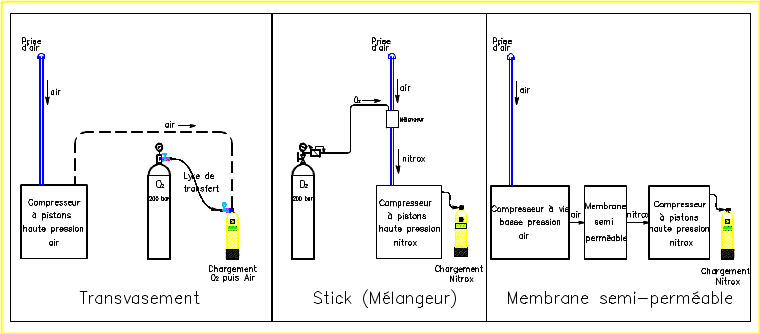 Prise
d'air
air
air
O₂
200 bar
Lyre de
transfert
Compresseur
à pistons
haute pression
air
Chargement
O₂ puis Air
Transvasement
Prise
d'air
air
O₂
Mélangeur
nitrox
O₂
200 bar
Compresseur
à pistons
haute pression
nitrox
Chargement
Nitrox
Stick (Mélangeur)
Prise
d'air
air
Compresseur à vie
basse pression
air
air
Membrane
semi
perméable
nitrox
Compresseur
à pistons
haute pression
nitrox
Chargement
Nitrox
Membrane semi-perméable